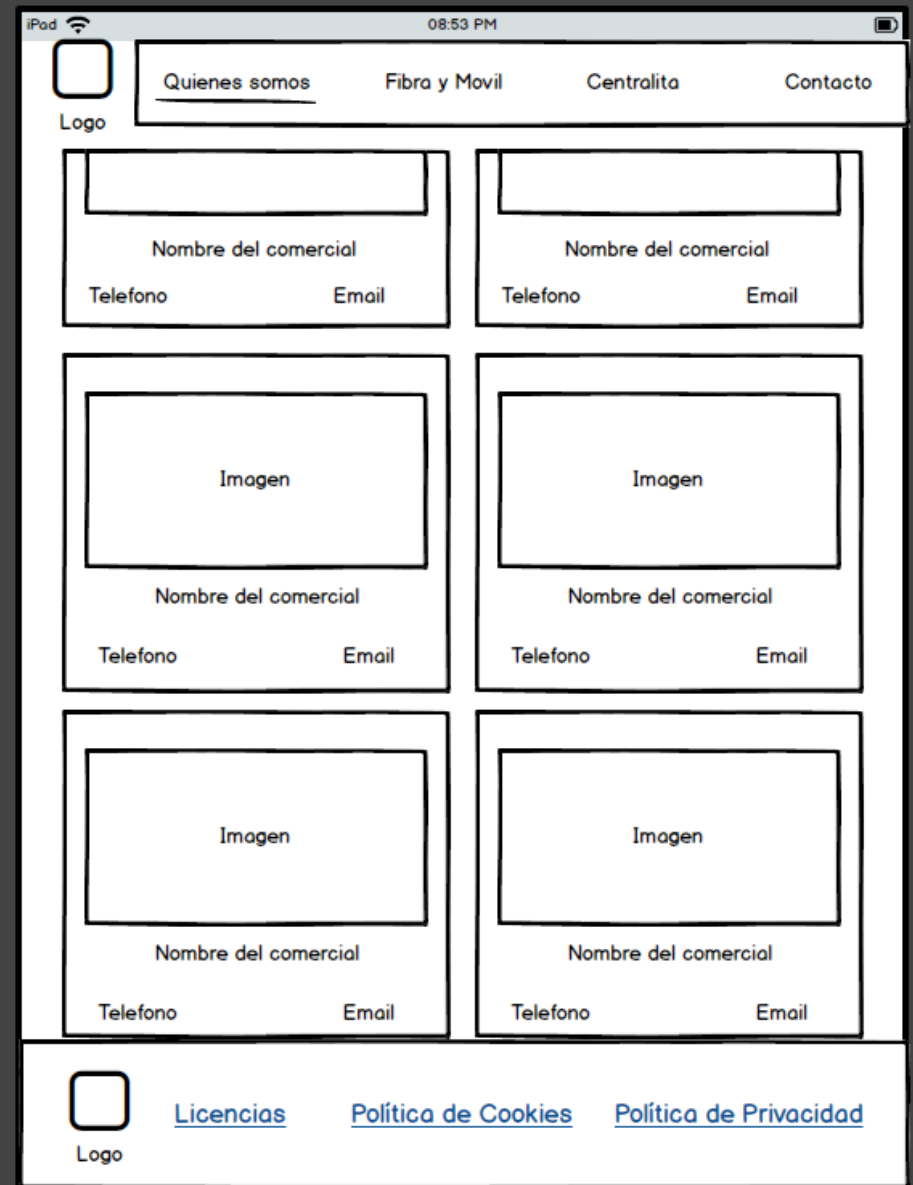 iPad 08:53 PM
Logo
Quienes somos Fibra y Movil Centralita Contacto
Nombre del comercial
Telefono Email
Nombre del comercial
Telefono Email
Imagen
Nombre del comercial
Telefono Email
Imagen
Nombre del comercial
Telefono Email
Imagen
Nombre del comercial
Telefono Email
Imagen
Nombre del comercial
Telefono Email
Logo
Licencias Política de Cookies Política de Privacidad